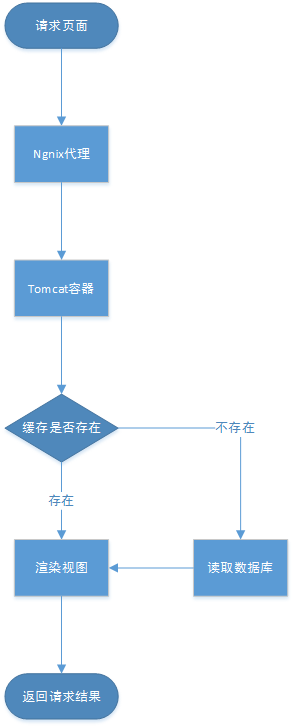 请求页面
Ngnix代理
Tomcat容器
缓存是否存在
不存在
存在
渲染视图
读取数据库
返回请求结果